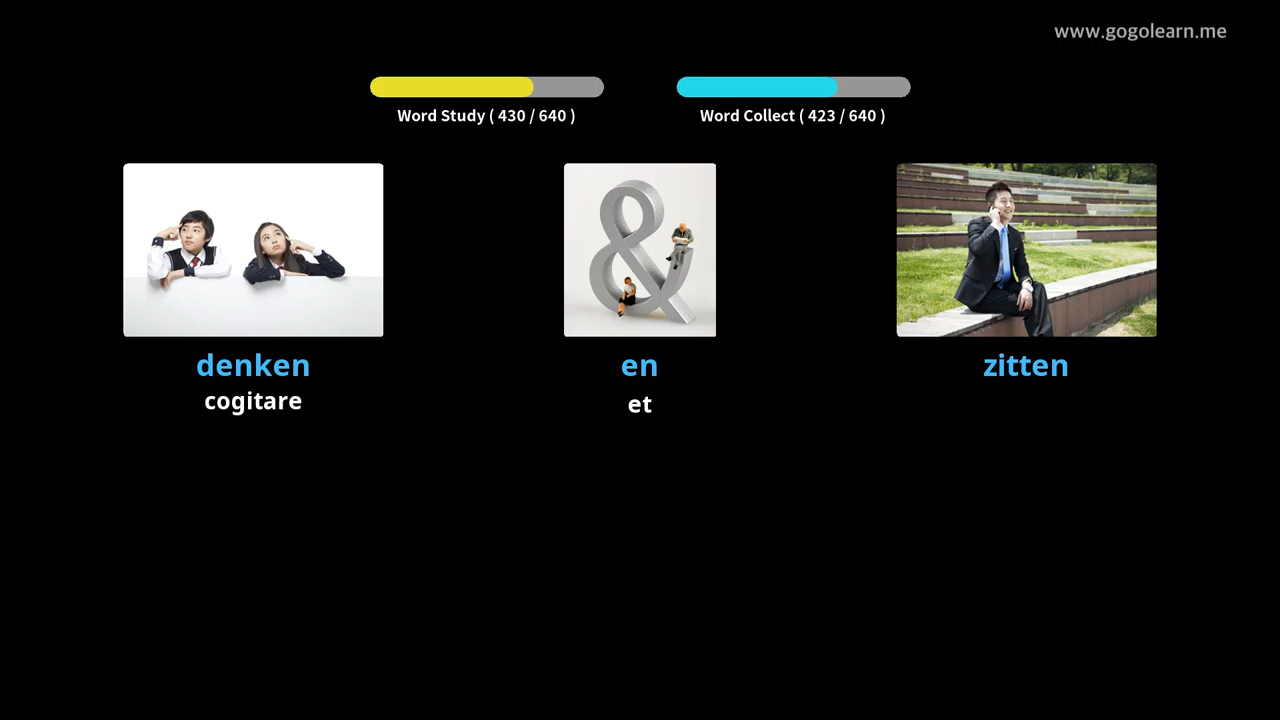 www.gogolearn.me
Word Study ( 430 / 640 )
Word Collect ( 423 / 640 )
denken
cogitare
en
et
zitten